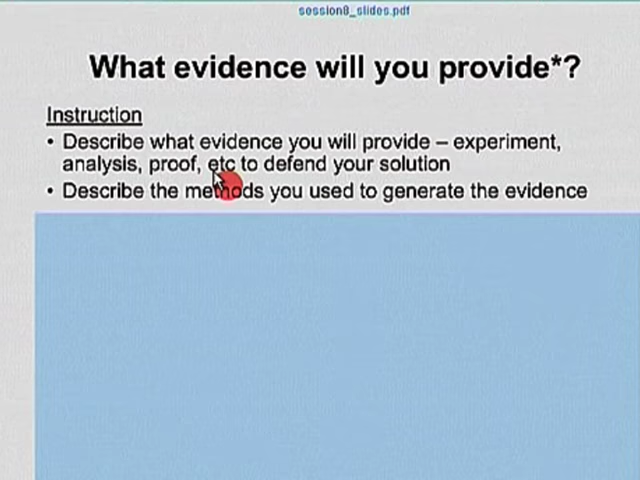 session8_slides.pdf
What evidence will you provide*?
Instruction
• Describe what evidence you will provide – experiment,
analysis, proof, etc to defend your solution
• Describe the methods you used to generate the evidence